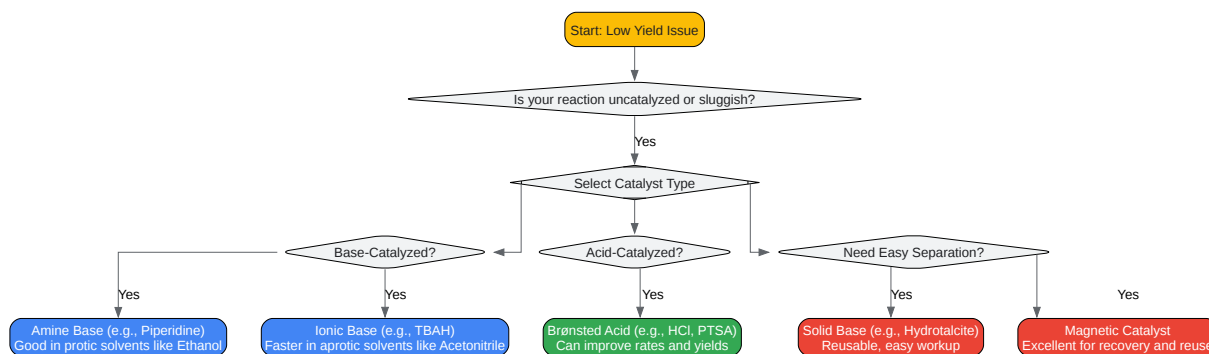 Start: Low Yield Issue
Is your reaction uncatalyzed or sluggish?
Yes
Select Catalyst Type
Base-Catalyzed?
Acid-Catalyzed?
Need Easy Separation?
Yes
Yes
Yes
Yes
Yes
Amine Base (e.g., Piperidine)
Good in protic solvents like Ethanol
Ionic Base (e.g., TBAH)
Faster in aprotic solvents like Acetonitrile
Brønsted Acid (e.g., HCl, PTSA)
Can improve rates and yields
Solid Base (e.g., Hydrotalcite)
Reusable, easy workup
Magnetic Catalyst
Excellent for recovery and reuse